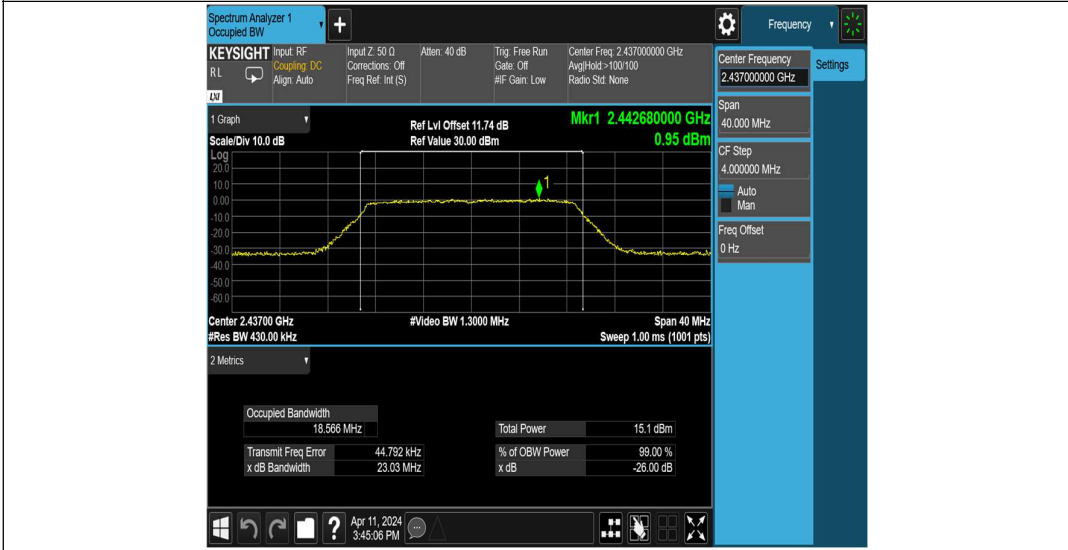 Spectrum Analyzer 1
Occupied BW
+
Frequency
KEYSIGHT
RL
LXI
Input: RF
Coupling: DC
Align: Auto
Input Z: 50 Ω
Corrections: Off
Freq Ref: Int (S)
Atten: 40 dB
Trig: Free Run
Gate: Off
#IF Gain: Low
Center Freq: 2.437000000 GHz
Avg|Hold:>100/100
Radio Std: None
Center Frequency
2.437000000 GHz
Settings
Span
40.000 MHz
CF Step
4.000000 MHz
Auto
Man
Freq Offset
0 Hz
1 Graph
Scale/Div 10.0 dB
Ref Lvl Offset 11.74 dB
Ref Value 30.00 dBm
Mkr1 2.442680000 GHz
0.95 dBm
Log
20.0
10.0
0.00
-10.0
-20.0
-30.0
-40.0
-50.0
-60.0
1
Center 2.43700 GHz
#Video BW 1.3000 MHz
Span 40 MHz
#Res BW 430.00 kHz
Sweep 1.00 ms (1001 pts)
2 Metrics
Occupied Bandwidth
18.566 MHz
Total Power 15.1 dBm
Transmit Freq Error 44.792 kHz
% of OBW Power 99.00 %
x dB Bandwidth 23.03 MHz
x dB -26.00 dB
?
Apr 11, 2024
3:45:06 PM